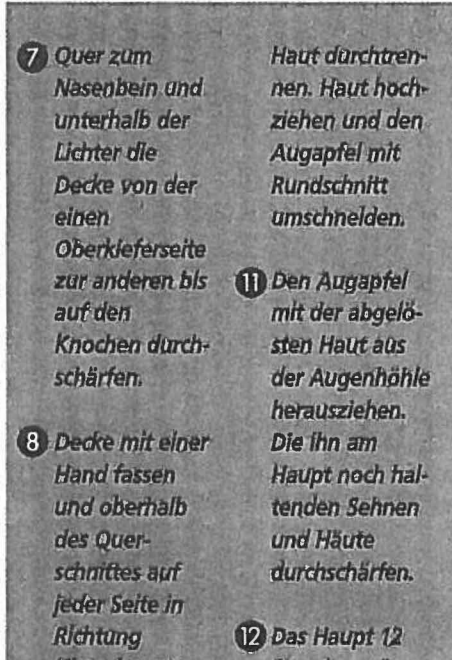 7 Quer zum
Nasenbein und
unterhalb der
Lichter die
Decke von der
einen
Oberkieferseite
zur anderen bis
auf den
Knochen durch-
schärfen.
8 Decke mit einer
Hand fassen
und oberhalb
des Quer-
schnittes auf
jeder Seite in
Richtung
Haut durchtren-
nen. Haut hoch-
ziehen und den
Augapfel mit
Rundschnitt
umschneiden.
11 Den Augapfel
mit der abgelö-
sten Haut aus
der Augenhöhle
herausziehen.
Die ihn am
Haupt noch hal-
tenden Sehnen
und Häute
durchschärfen.
12 Das Haupt 1/2